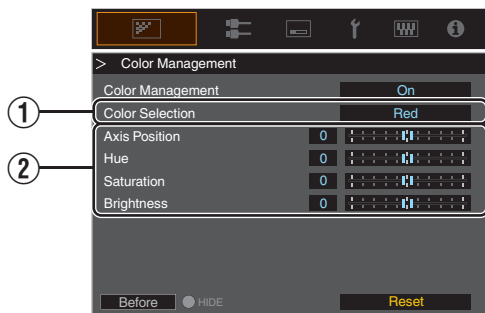 > Color Management
Color Management On
① Color Selection Red
② Axis Position 0
Hue 0
Saturation 0
Brightness 0
Before HIDE Reset